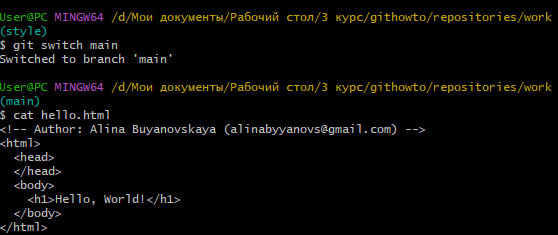 User@PC MINGW64 /d/Мои документы/Рабочий стол/3 курс/githowto/repositories/work
(style)
$ git switch main
Switched to branch 'main'
User@PC MINGW64 /d/Мои документы/Рабочий стол/3 курс/githowto/repositories/work
(main)
$ cat hello.html
<!-- Author: Alina Buyanovskaya (alinabyyanovs@gmail.com) -->
<html>
  <head>
  </head>
  <body>
    <h1>Hello, World!</h1>
  </body>
</html>